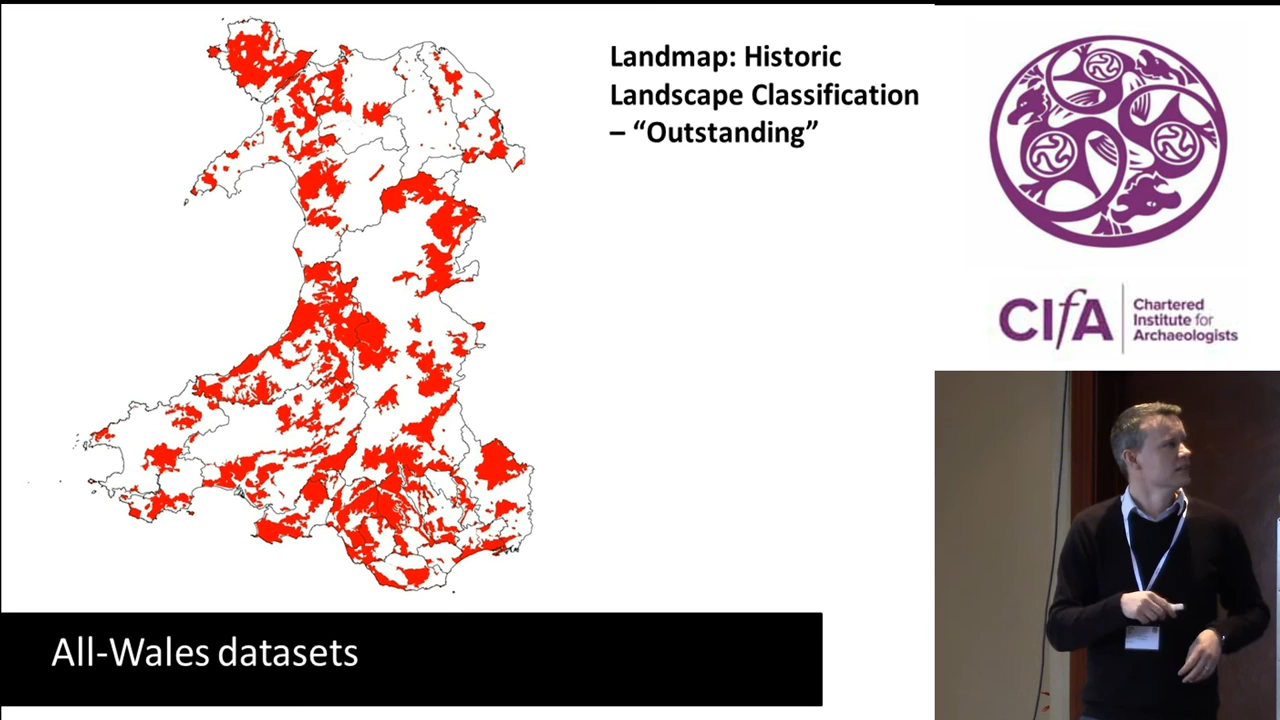 Landmap: Historic
Landscape Classification
– “Outstanding”
CIfA
Chartered
Institute for
Archaeologists
All-Wales datasets